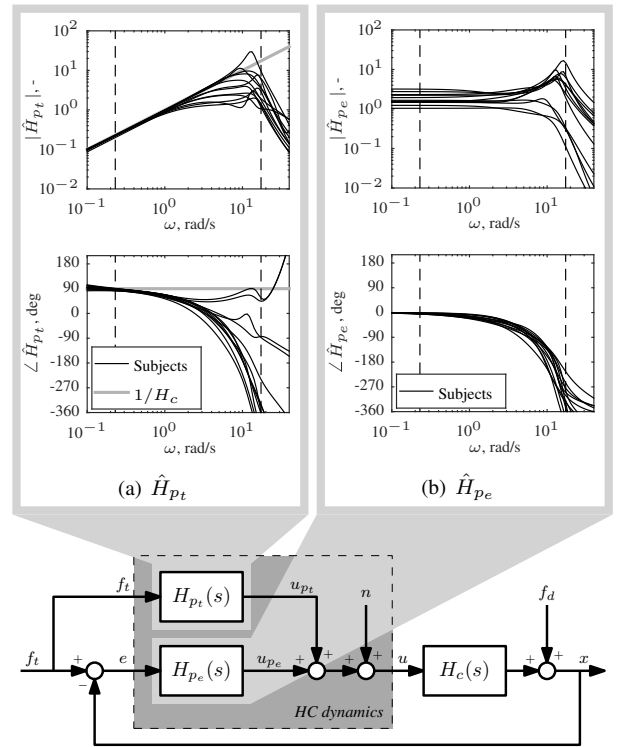 |Ĥ_{p_t}|, -
10^2
10^1
10^0
10^{-1}
10^{-2}
10^{-1} 10^0 10^1
ω, rad/s
|Ĥ_{p_e}|, -
10^2
10^1
10^0
10^{-1}
10^{-2}
10^{-1} 10^0 10^1
ω, rad/s
∠Ĥ_{p_t}, deg
180
90
0
-90
-180
-270
-360
Subjects
1/H_c
10^{-1} 10^0 10^1
ω, rad/s
∠Ĥ_{p_e}, deg
180
90
0
-90
-180
-270
-360
Subjects
10^{-1} 10^0 10^1
ω, rad/s
(a) Ĥ_{p_t}
(b) Ĥ_{p_e}
f_t
H_{p_t}(s)
u_{p_t}
n
f_d
f_t
+
−
e
H_{p_e}(s)
u_{p_e}
+
+
+
+
u
H_c(s)
+
+
x
HC dynamics